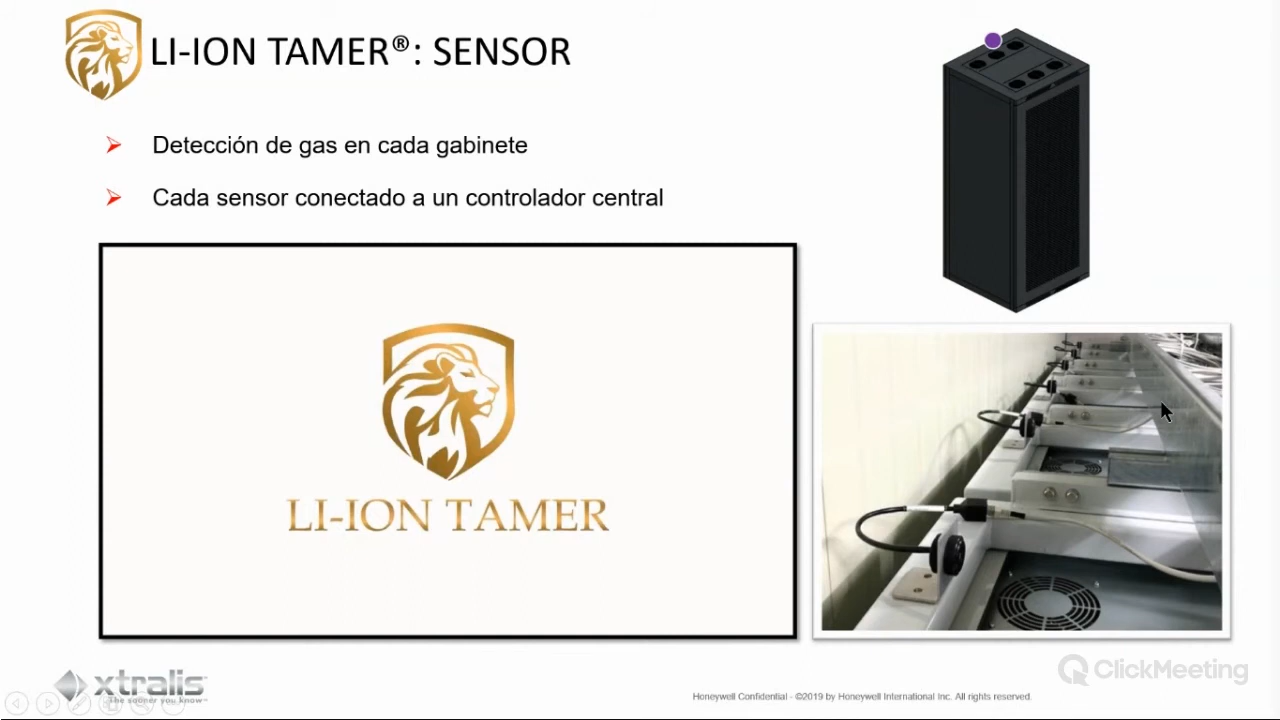 LI-ION TAMER®: SENSOR
Detección de gas en cada gabinete
Cada sensor conectado a un controlador central
LI-ION TAMER
xtralis
The sooner you know
Honeywell Confidential - ©2019 by Honeywell International Inc. All rights reserved.
ClickMeeting